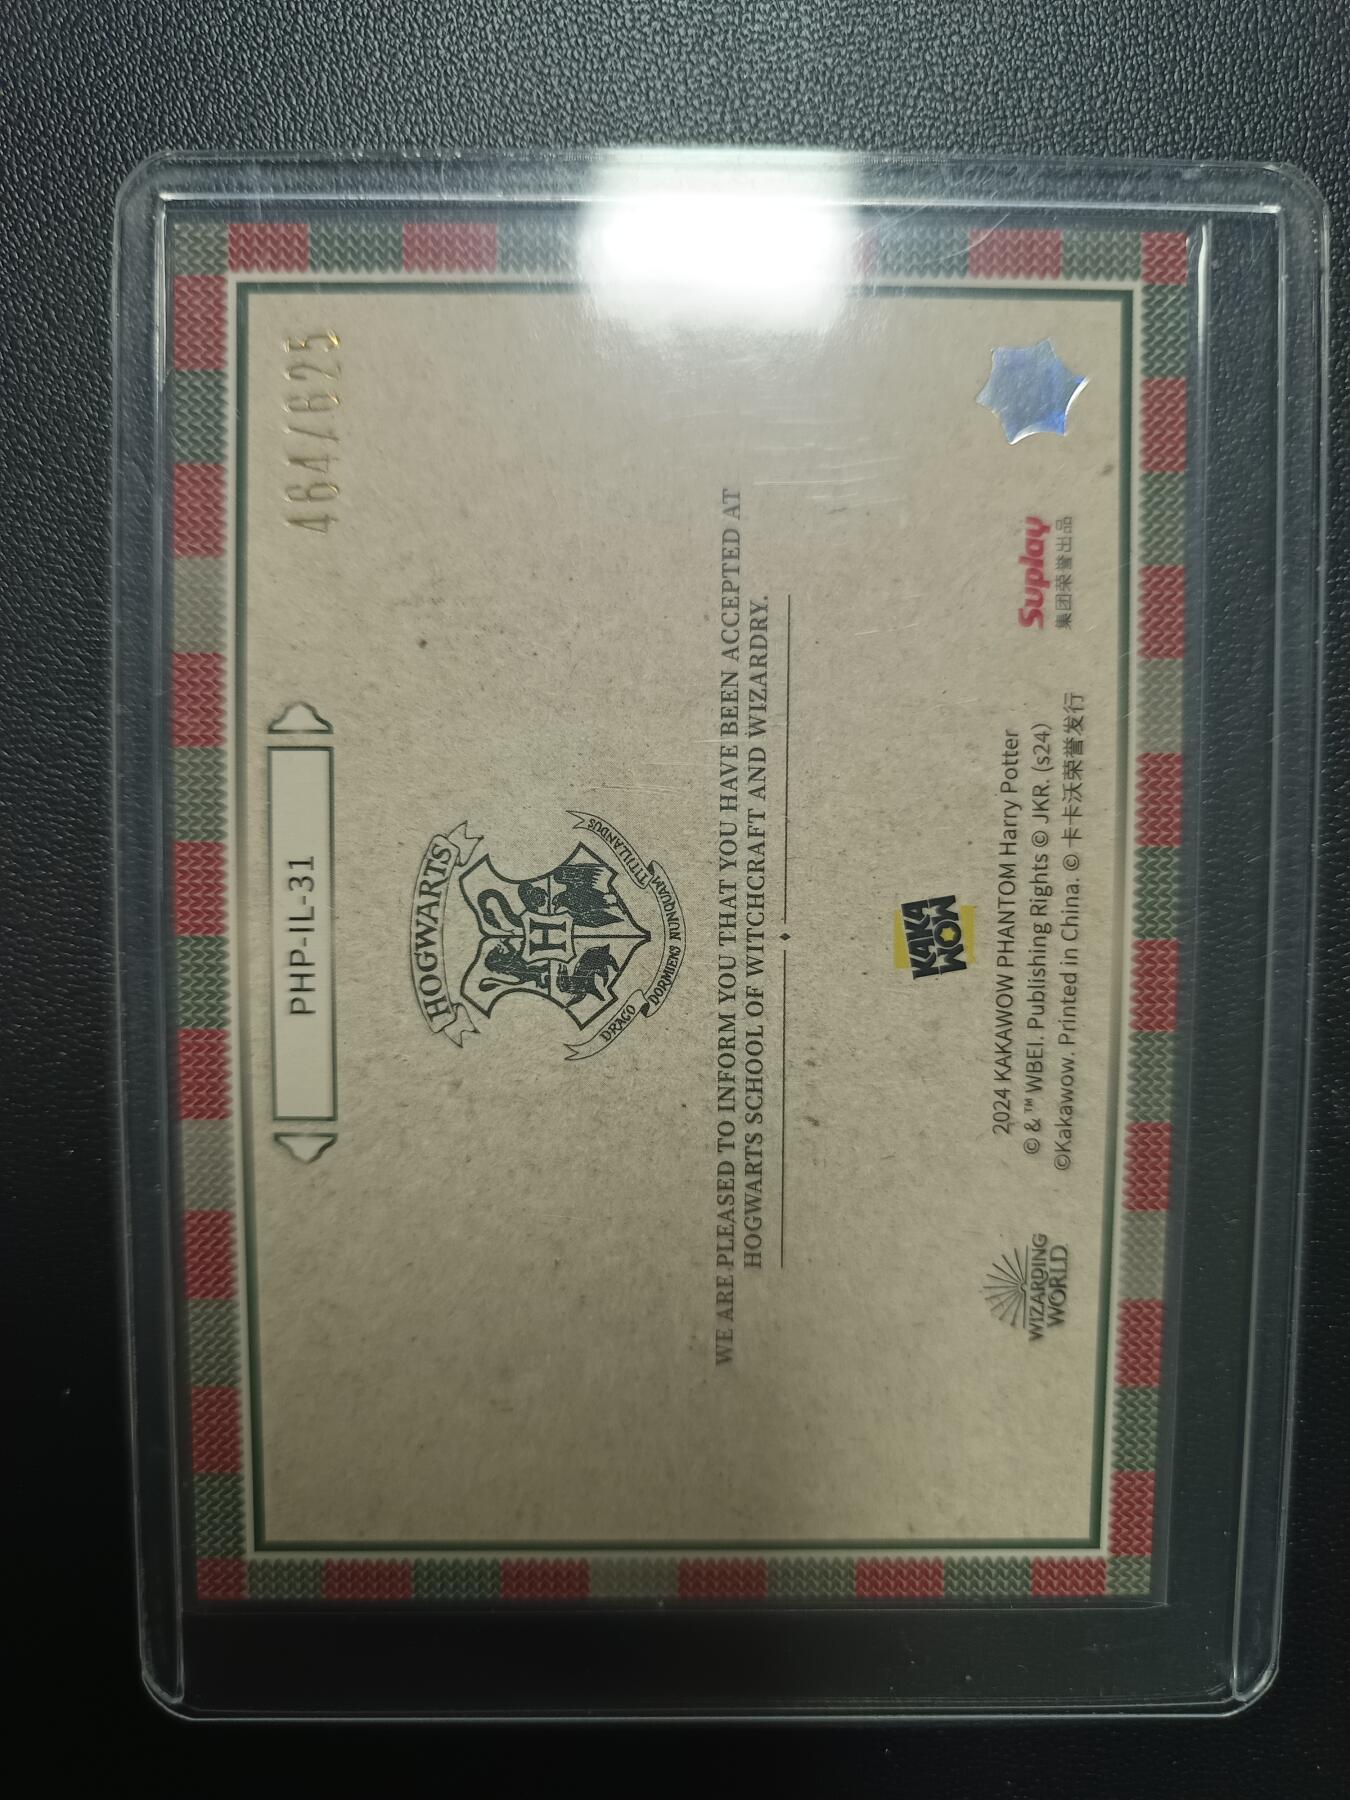 464/625
PHP-IL-31
HOGWARTS
H
DRACO DORMIENS NUNQUAM TITILLANDUS
WE ARE PLEASED TO INFORM YOU THAT YOU HAVE BEEN ACCEPTED AT
HOGWARTS SCHOOL OF WITCHCRAFT AND WIZARDRY.
KAKA
WOW
WIZARDING
WORLD
2024 KAKAWOW PHANTOM Harry Potter
© & ™ WBEI. Publishing Rights © JKR. (s24)
©Kakawow. Printed in China. © 卡卡沃荣誉发行
Suplay
集团荣誉出品